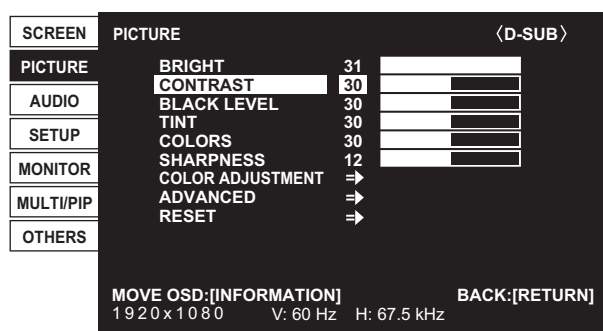 SCREEN
PICTURE
AUDIO
SETUP
MONITOR
MULTI/PIP
OTHERS
PICTURE 〈D-SUB〉
BRIGHT 31
CONTRAST 30
BLACK LEVEL 30
TINT 30
COLORS 30
SHARPNESS 12
COLOR ADJUSTMENT
ADVANCED
RESET
MOVE OSD:[INFORMATION] BACK:[RETURN]
1920x1080 V: 60 Hz H: 67.5 kHz